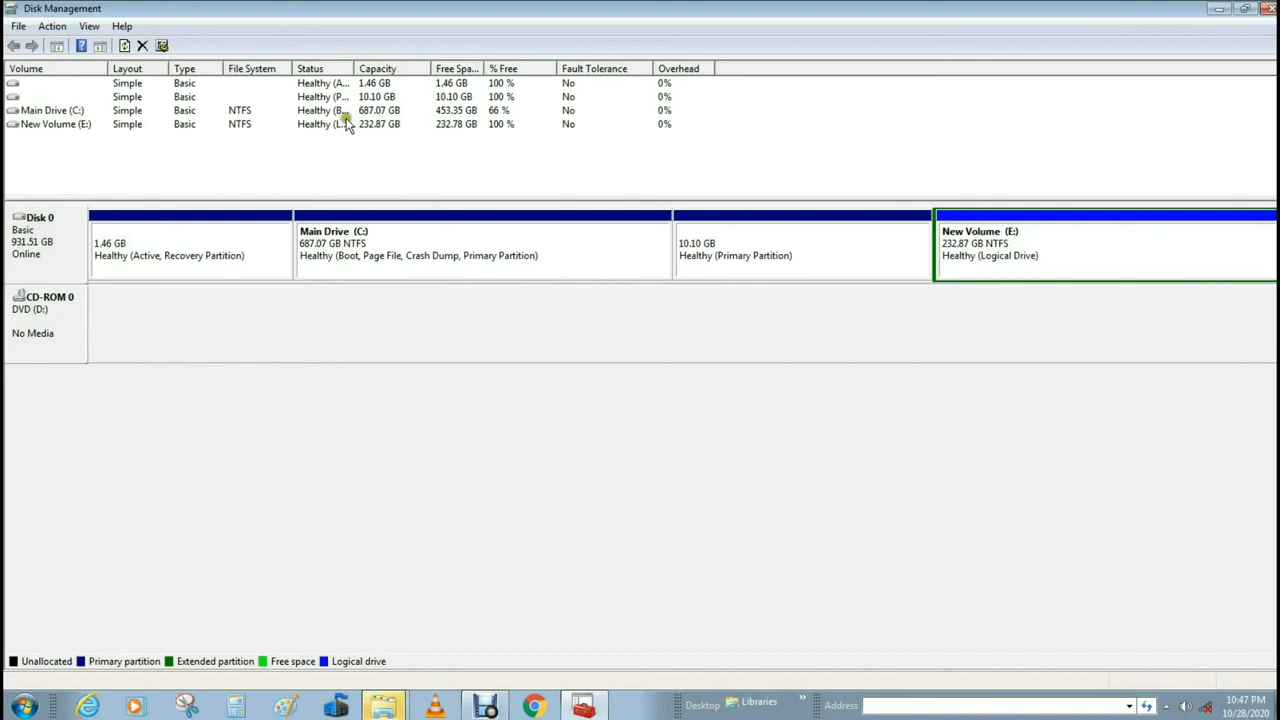 Disk Management
File Action View Help
Volume Layout Type File System Status Capacity Free Spa... % Free Fault Tolerance Overhead
Simple Basic Healthy (A... 1.46 GB 1.46 GB 100 % No 0%
Simple Basic Healthy (P... 10.10 GB 10.10 GB 100 % No 0%
Main Drive (C:) Simple Basic NTFS Healthy (B... 687.07 GB 453.35 GB 66 % No 0%
New Volume (E:) Simple Basic NTFS Healthy (L... 232.87 GB 232.78 GB 100 % No 0%
Disk 0
Basic
931.51 GB
Online
1.46 GB
Healthy (Active, Recovery Partition)
Main Drive (C:)
687.07 GB NTFS
Healthy (Boot, Page File, Crash Dump, Primary Partition)
10.10 GB
Healthy (Primary Partition)
New Volume (E:)
232.87 GB NTFS
Healthy (Logical Drive)
CD-ROM 0
DVD (D:)
No Media
Unallocated Primary partition Extended partition Free space Logical drive
Desktop Libraries » Address
10:47 PM
10/28/2020